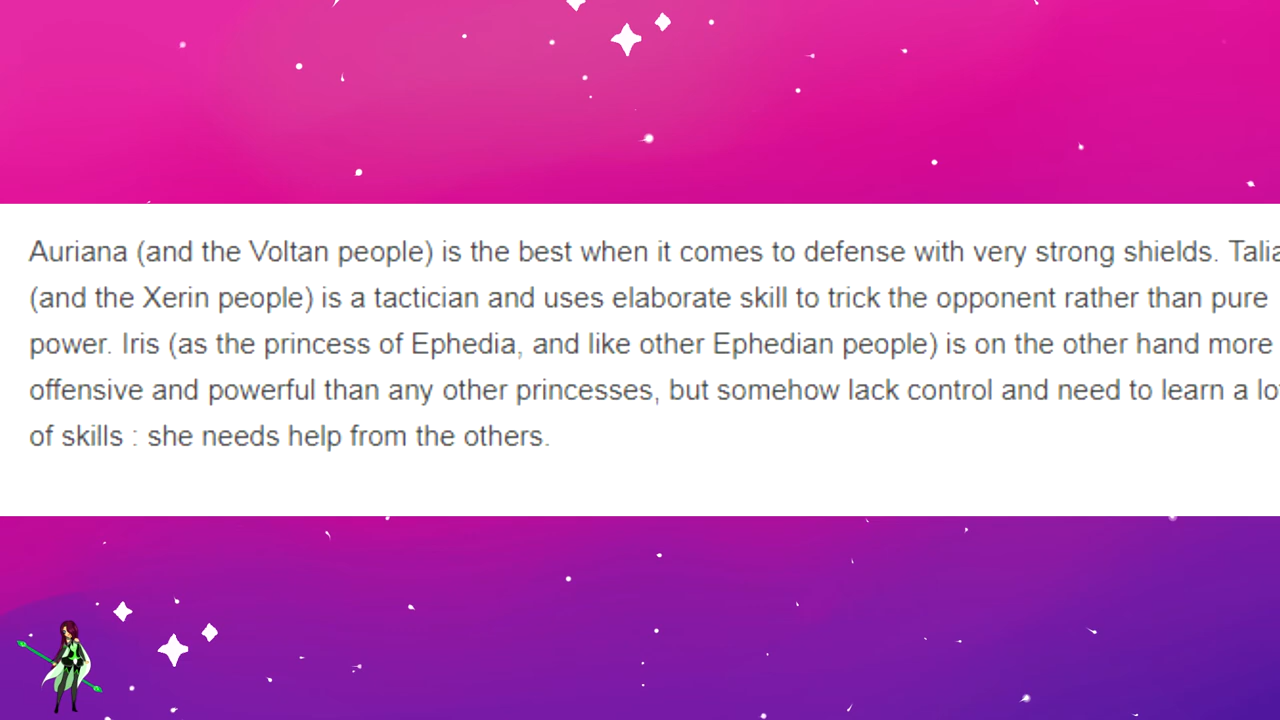 Auriana (and the Voltan people) is the best when it comes to defense with very strong shields. Talia
(and the Xerin people) is a tactician and uses elaborate skill to trick the opponent rather than pure
power. Iris (as the princess of Ephedia, and like other Ephedian people) is on the other hand more
offensive and powerful than any other princesses, but somehow lack control and need to learn a lo
of skills : she needs help from the others.